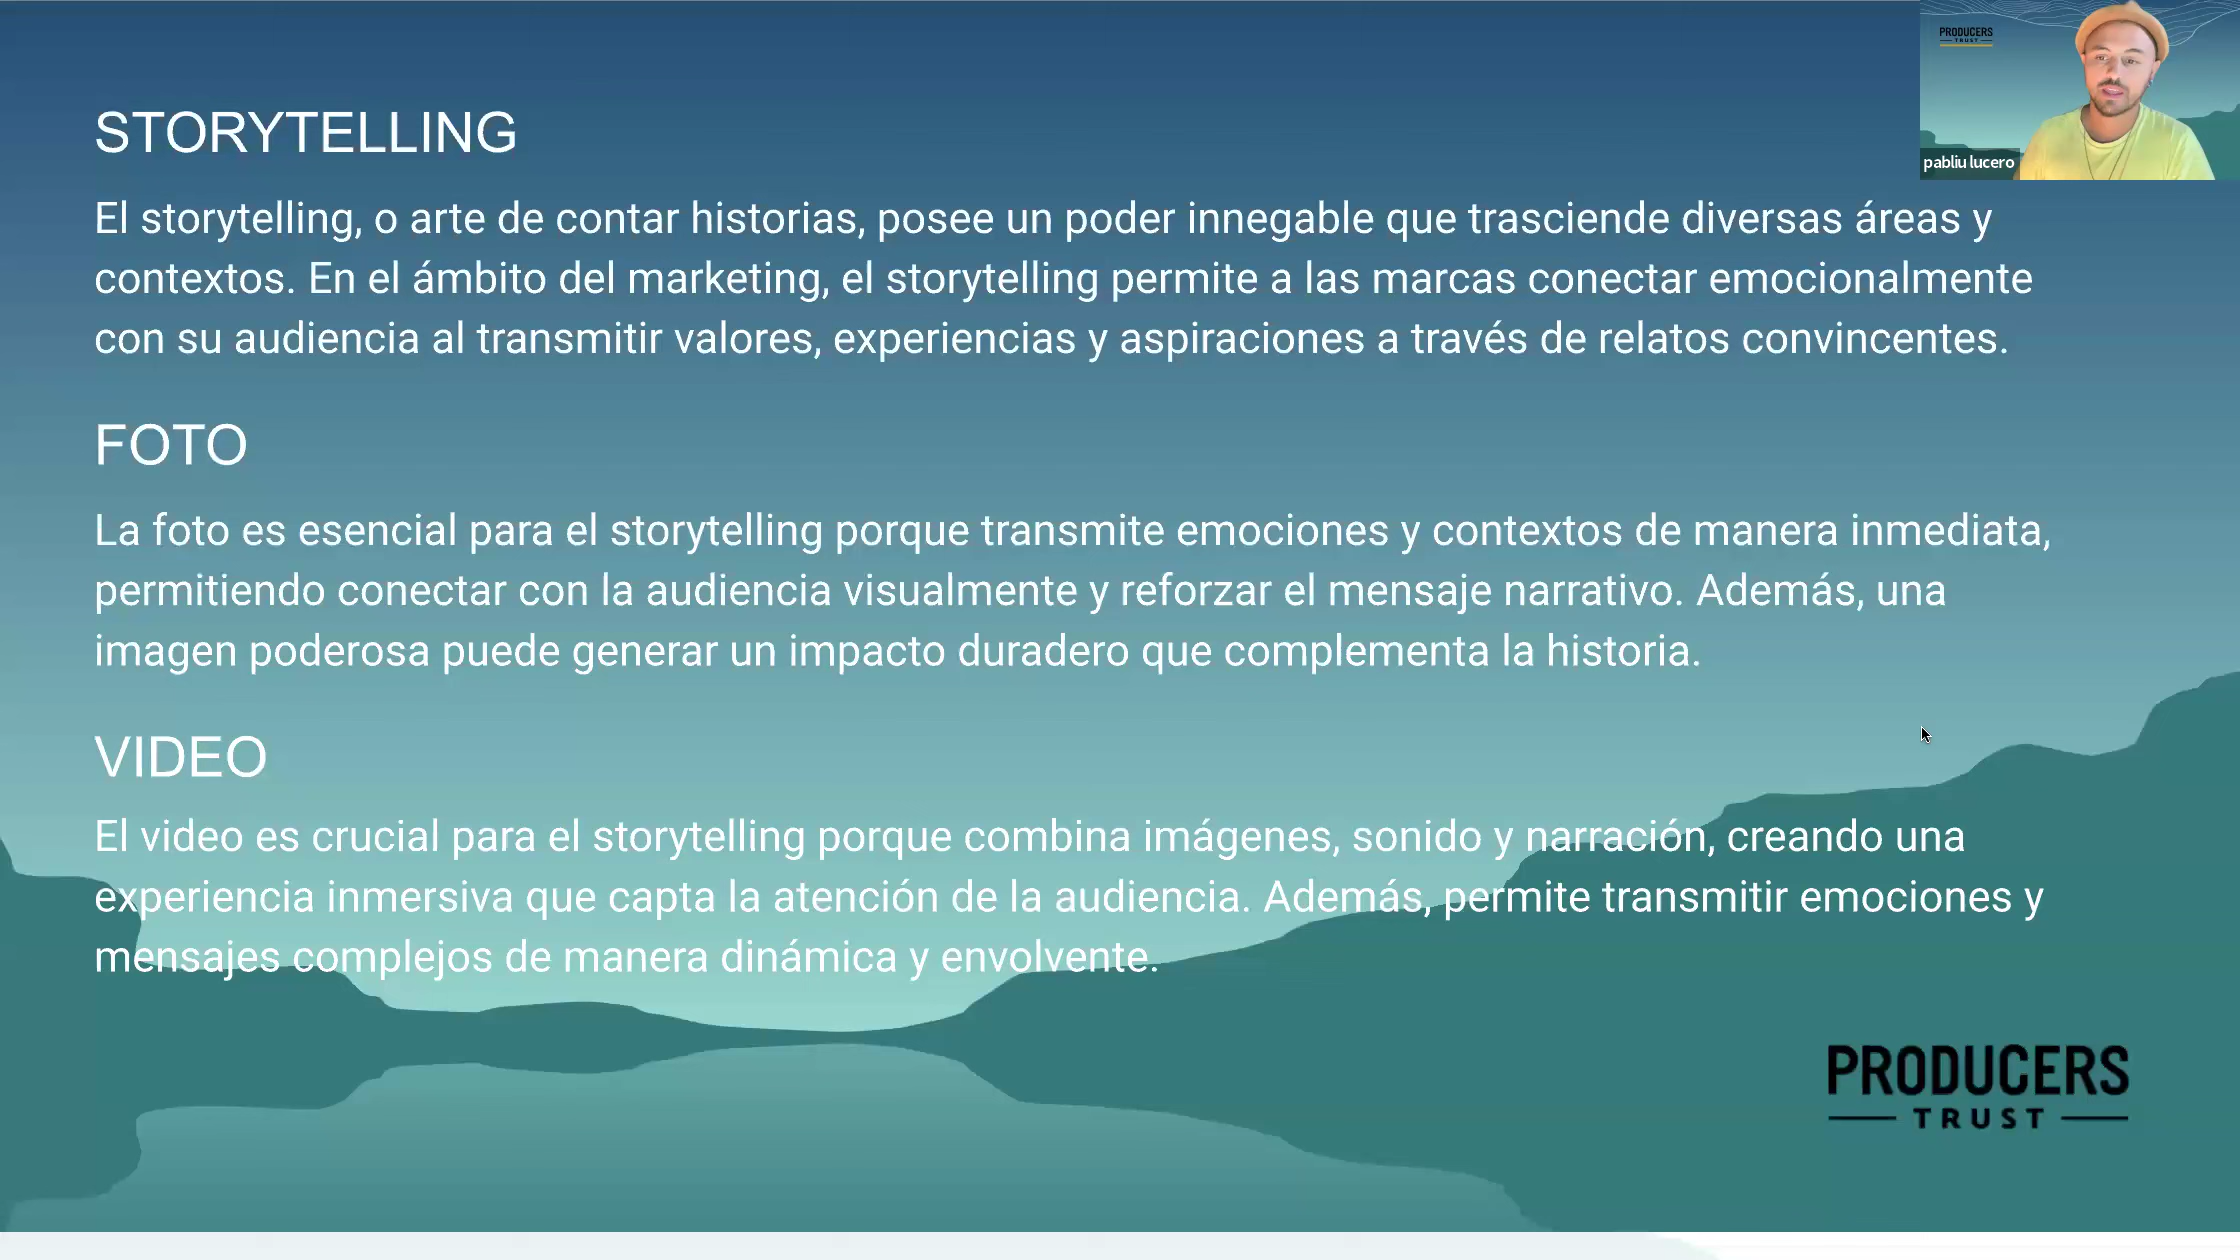 PRODUCERS
TRUST
pabliu lucero
STORYTELLING
El storytelling, o arte de contar historias, posee un poder innegable que trasciende diversas áreas y
contextos. En el ámbito del marketing, el storytelling permite a las marcas conectar emocionalmente
con su audiencia al transmitir valores, experiencias y aspiraciones a través de relatos convincentes.
FOTO
La foto es esencial para el storytelling porque transmite emociones y contextos de manera inmediata,
permitiendo conectar con la audiencia visualmente y reforzar el mensaje narrativo. Además, una
imagen poderosa puede generar un impacto duradero que complementa la historia.
VIDEO
El video es crucial para el storytelling porque combina imágenes, sonido y narración, creando una
experiencia inmersiva que capta la atención de la audiencia. Además, permite transmitir emociones y
mensajes complejos de manera dinámica y envolvente.
PRODUCERS
TRUST